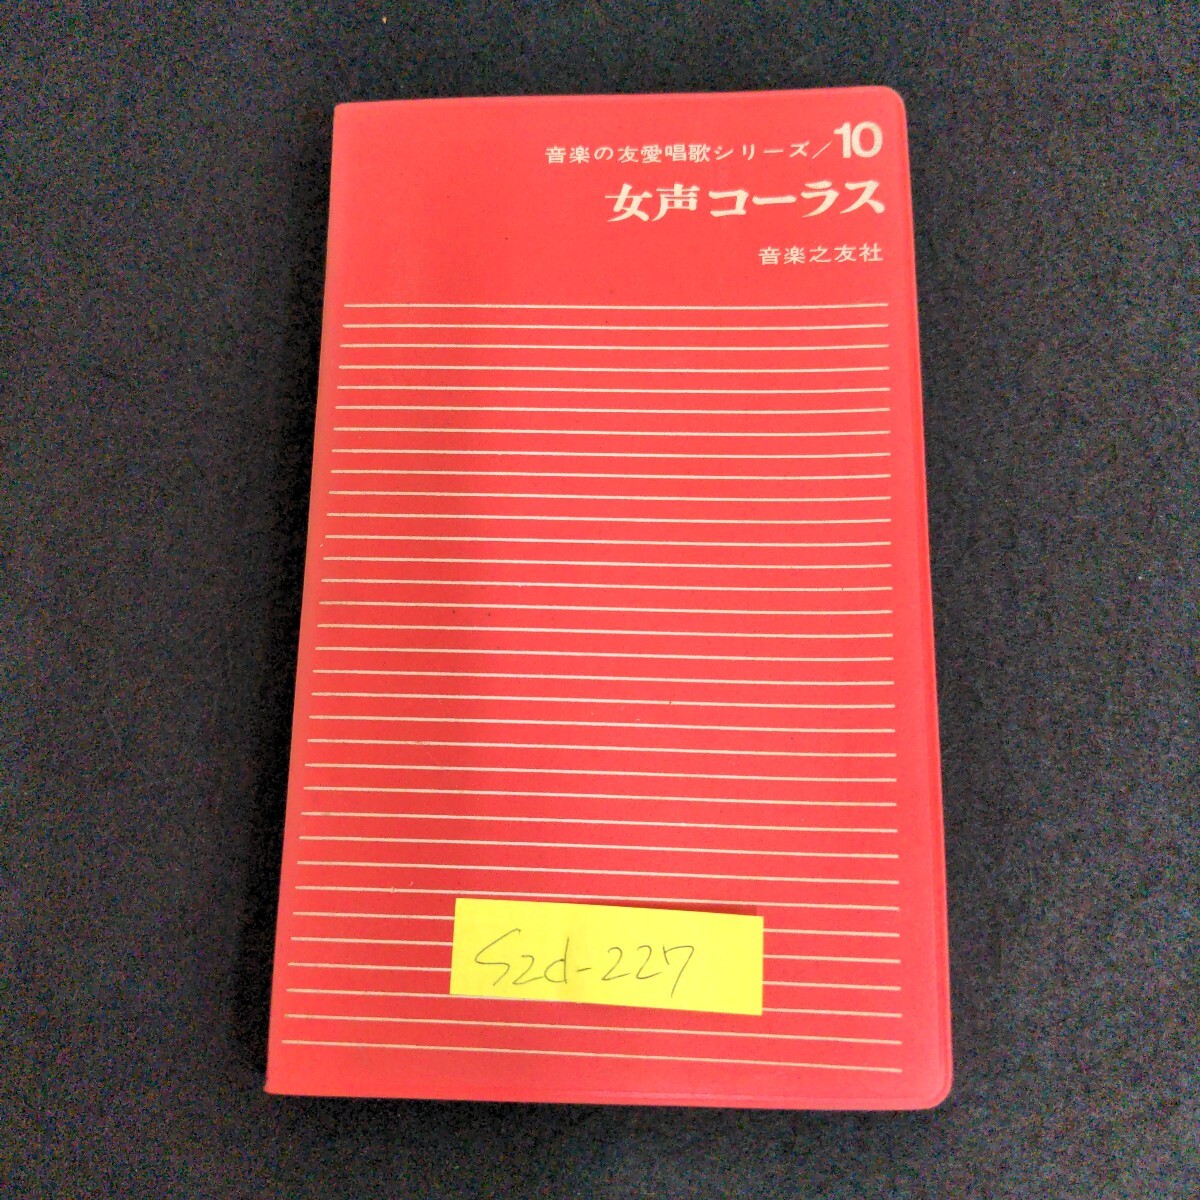 音楽の友愛唱歌シリーズ/10
女声コーラス
音楽之友社
S2d-227